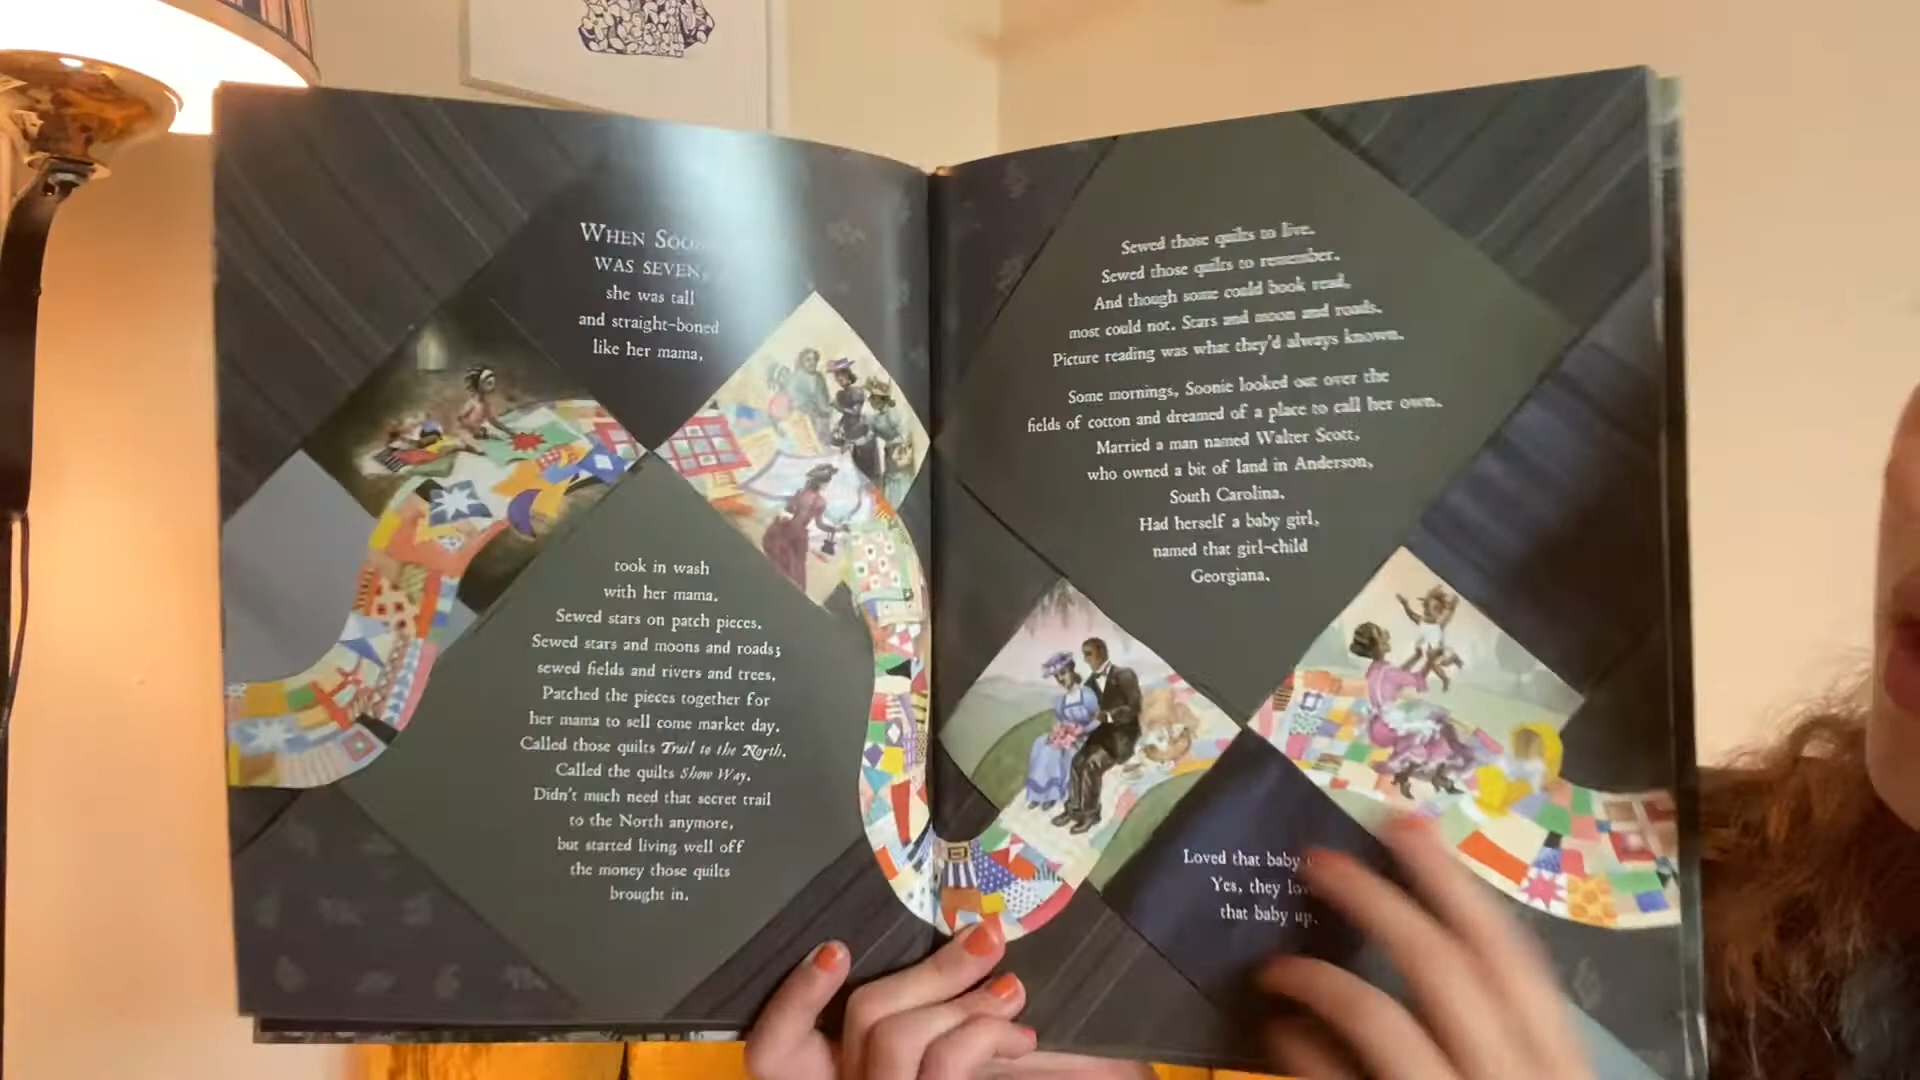 WHEN
WAS SEVEN,
she was tall
and straight-boned
like her mama,
took in wash
with her mama.
Sewed stars on patch pieces.
Sewed stars and moons and roads;
sewed fields and rivers and trees.
Patched the pieces together for
her mama to sell come market day.
Called those quilts Trail to the North.
Called the quilts Show Way.
Didn't much need that secret trail
to the North anymore,
but started living well off
the money those quilts
brought in.
Sewed those quilts to live.
Sewed those quilts to remember.
And though some could book read,
most could not. Stars and moon and roads.
Picture reading was what they'd always known.
Some mornings, Soonie looked out over the
fields of cotton and dreamed of a place to call her own.
Married a man named Walter Scott,
who owned a bit of land in Anderson,
South Carolina.
Had herself a baby girl,
named that girl-child
Georgiana.
Loved that baby
Yes, they
that baby up.